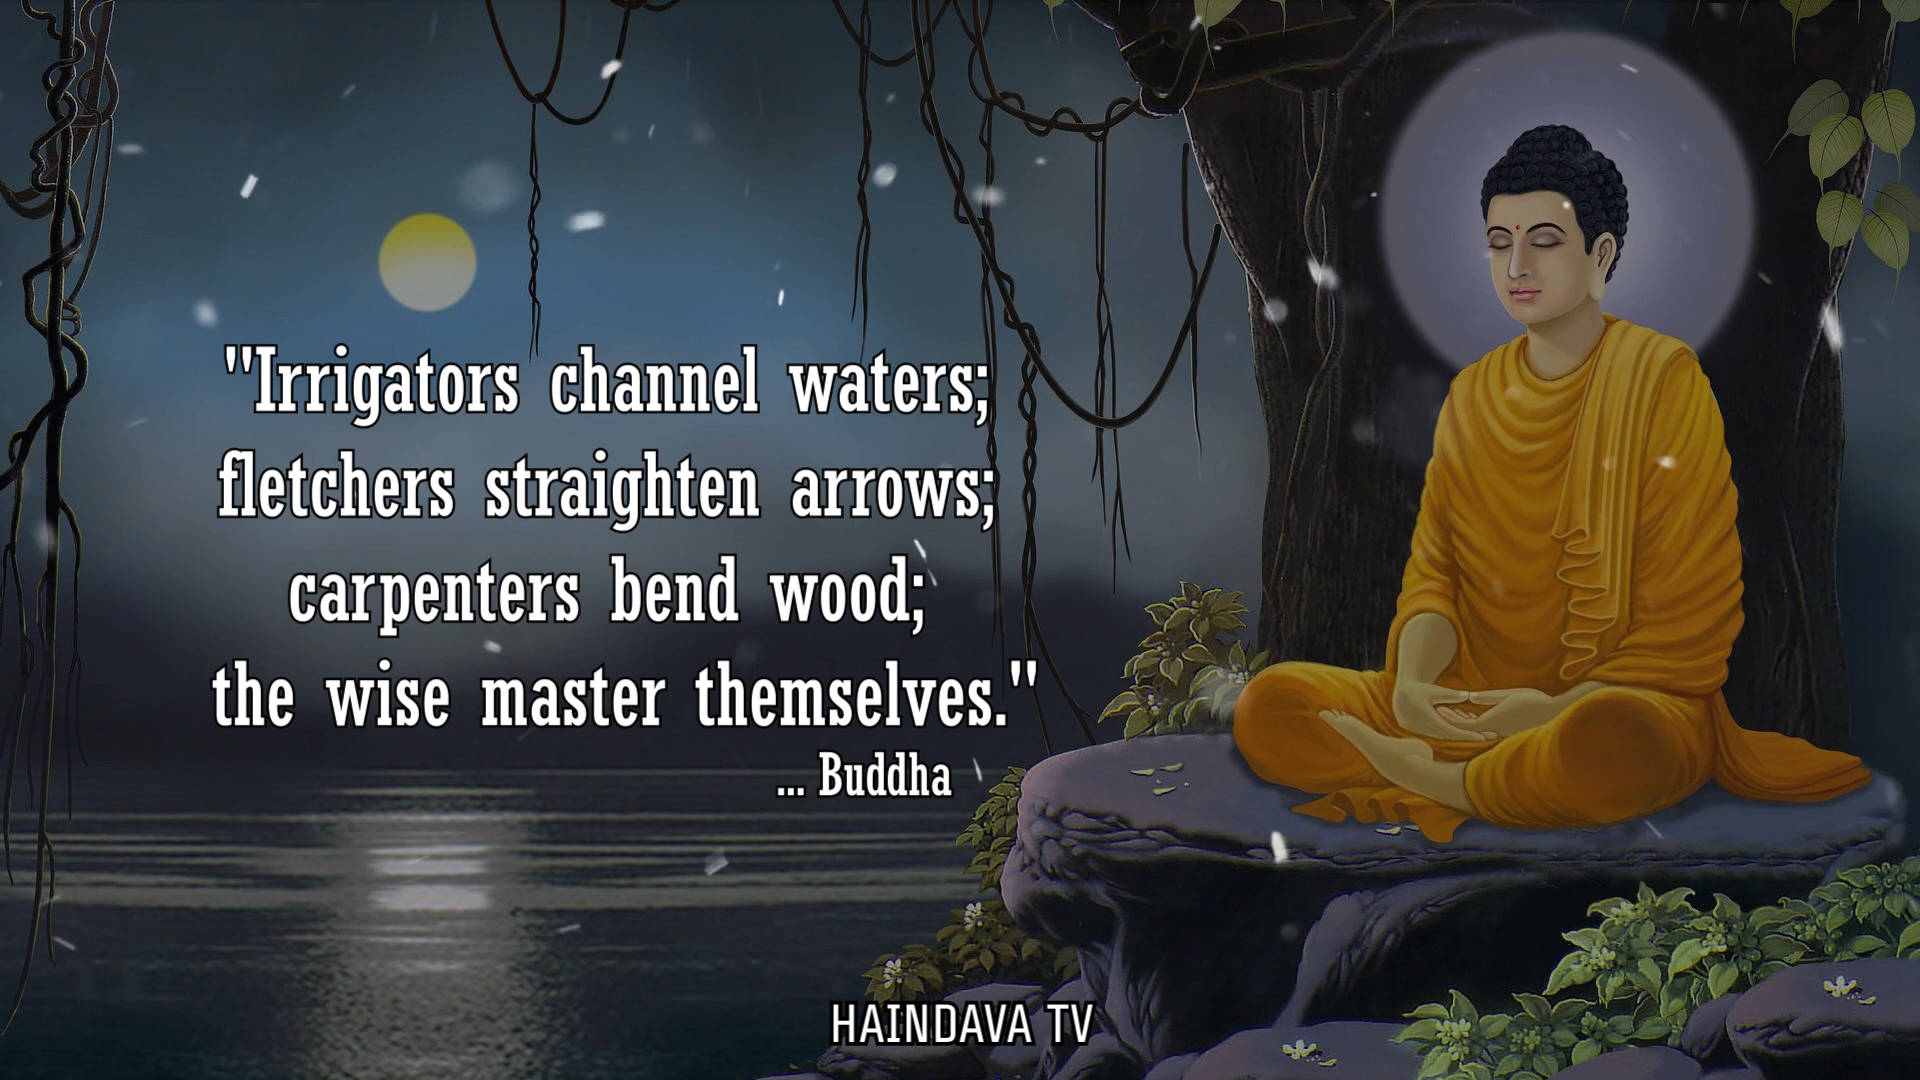 "Irrigators channel waters;
fletchers straighten arrows;
carpenters bend wood;
the wise master themselves."
... Buddha
HAINDAVA TV